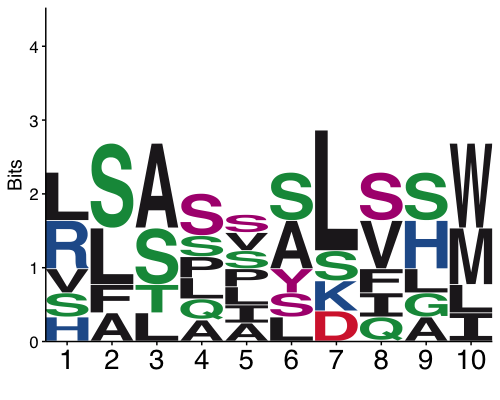 Bits
4
3
2
1
0
L R V S H
S L F A
A S T L
S S P L Q A
S V S P L I A
S A Y S L
L S K D
S V F I Q
S H L G A
W M L I
1 2 3 4 5 6 7 8 9 10